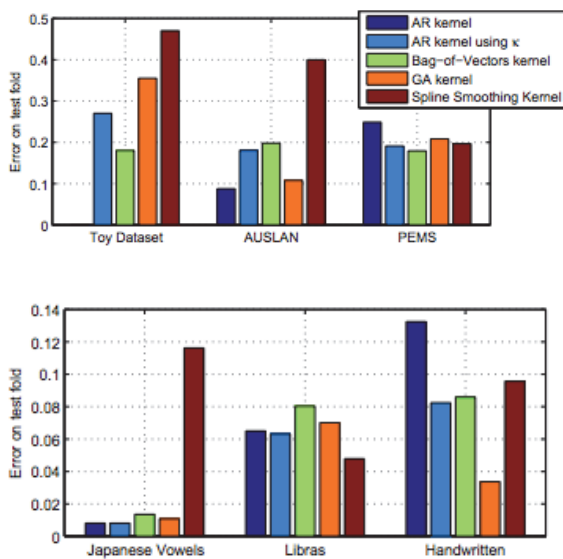 AR kernel
AR kernel using κ
Bag-of-Vectors kernel
GA kernel
Spline Smoothing Kernel
Error on test fold
0.5
0.4
0.3
0.2
0.1
0
Toy Dataset AUSLAN PEMS
Error on test fold
0.14
0.12
0.1
0.08
0.06
0.04
0.02
0
Japanese Vowels Libras Handwritten